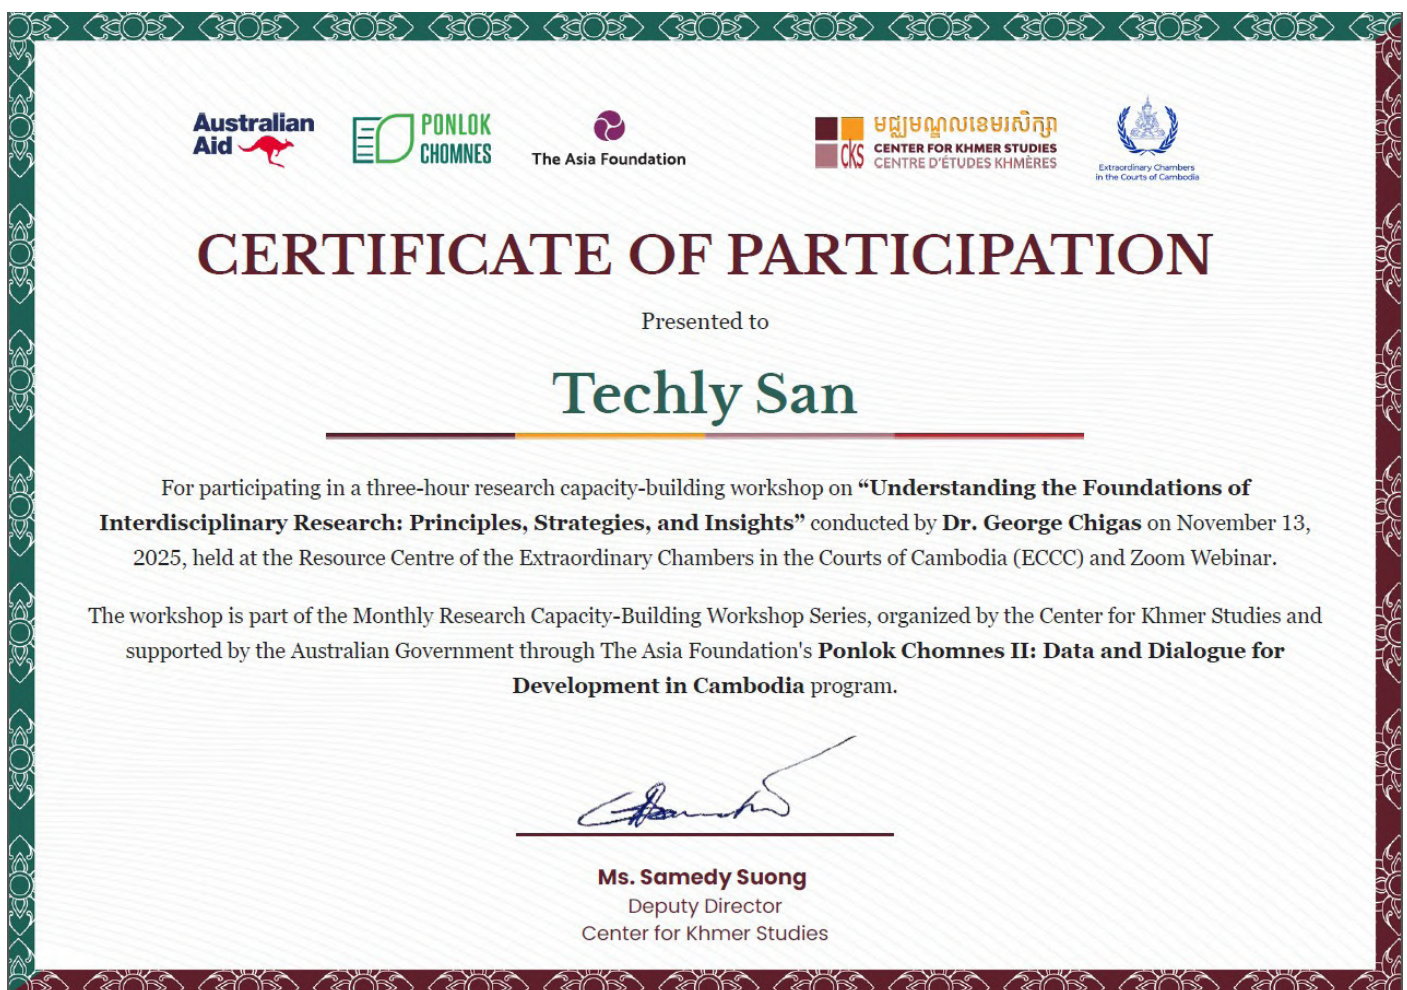 Australian
Aid
PONLOK
CHOMNES
The Asia Foundation
cks
មជ្ឈមណ្ឌលខេមរសិក្សា
CENTER FOR KHMER STUDIES
CENTRE D'ÉTUDES KHMÈRES
Extraordinary Chambers
in the Courts of Cambodia
CERTIFICATE OF PARTICIPATION
Presented to
Techly San
For participating in a three-hour research capacity-building workshop on “Understanding the Foundations of
Interdisciplinary Research: Principles, Strategies, and Insights” conducted by Dr. George Chigas on November 13,
2025, held at the Resource Centre of the Extraordinary Chambers in the Courts of Cambodia (ECCC) and Zoom Webinar.
The workshop is part of the Monthly Research Capacity-Building Workshop Series, organized by the Center for Khmer Studies and
supported by the Australian Government through The Asia Foundation's Ponlok Chomnes II: Data and Dialogue for
Development in Cambodia program.
Ms. Samedy Suong
Deputy Director
Center for Khmer Studies